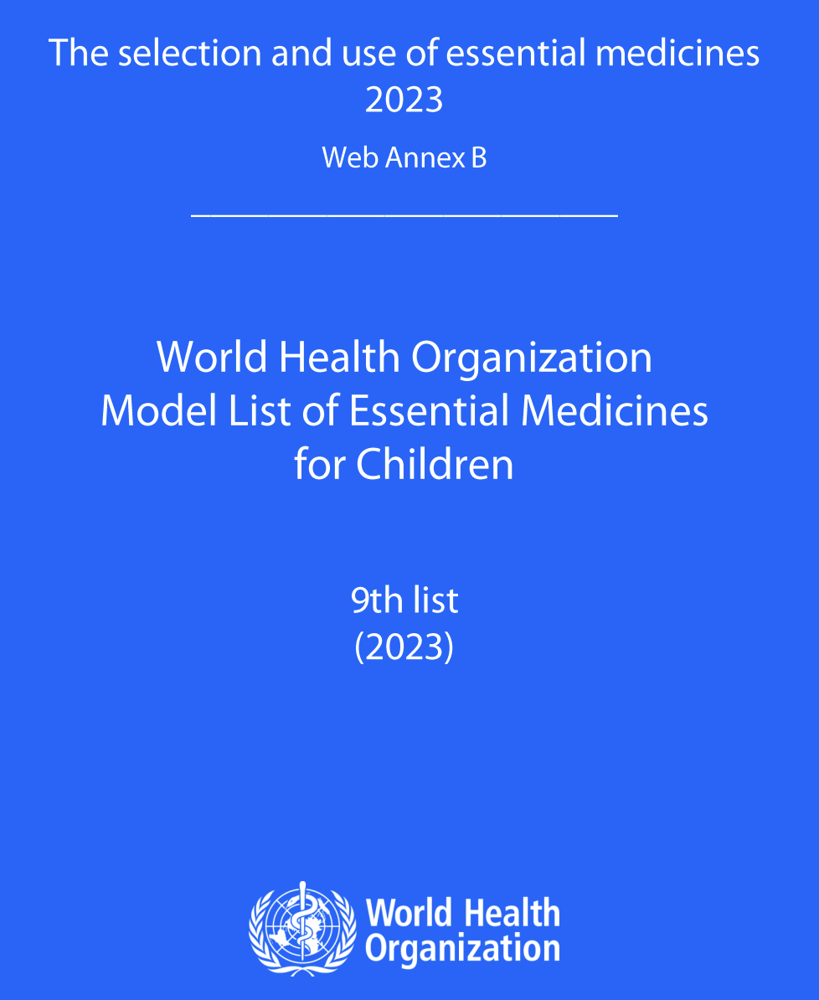 The selection and use of essential medicines
2023
Web Annex B
World Health Organization
Model List of Essential Medicines
for Children
9th list
(2023)
World Health
Organization